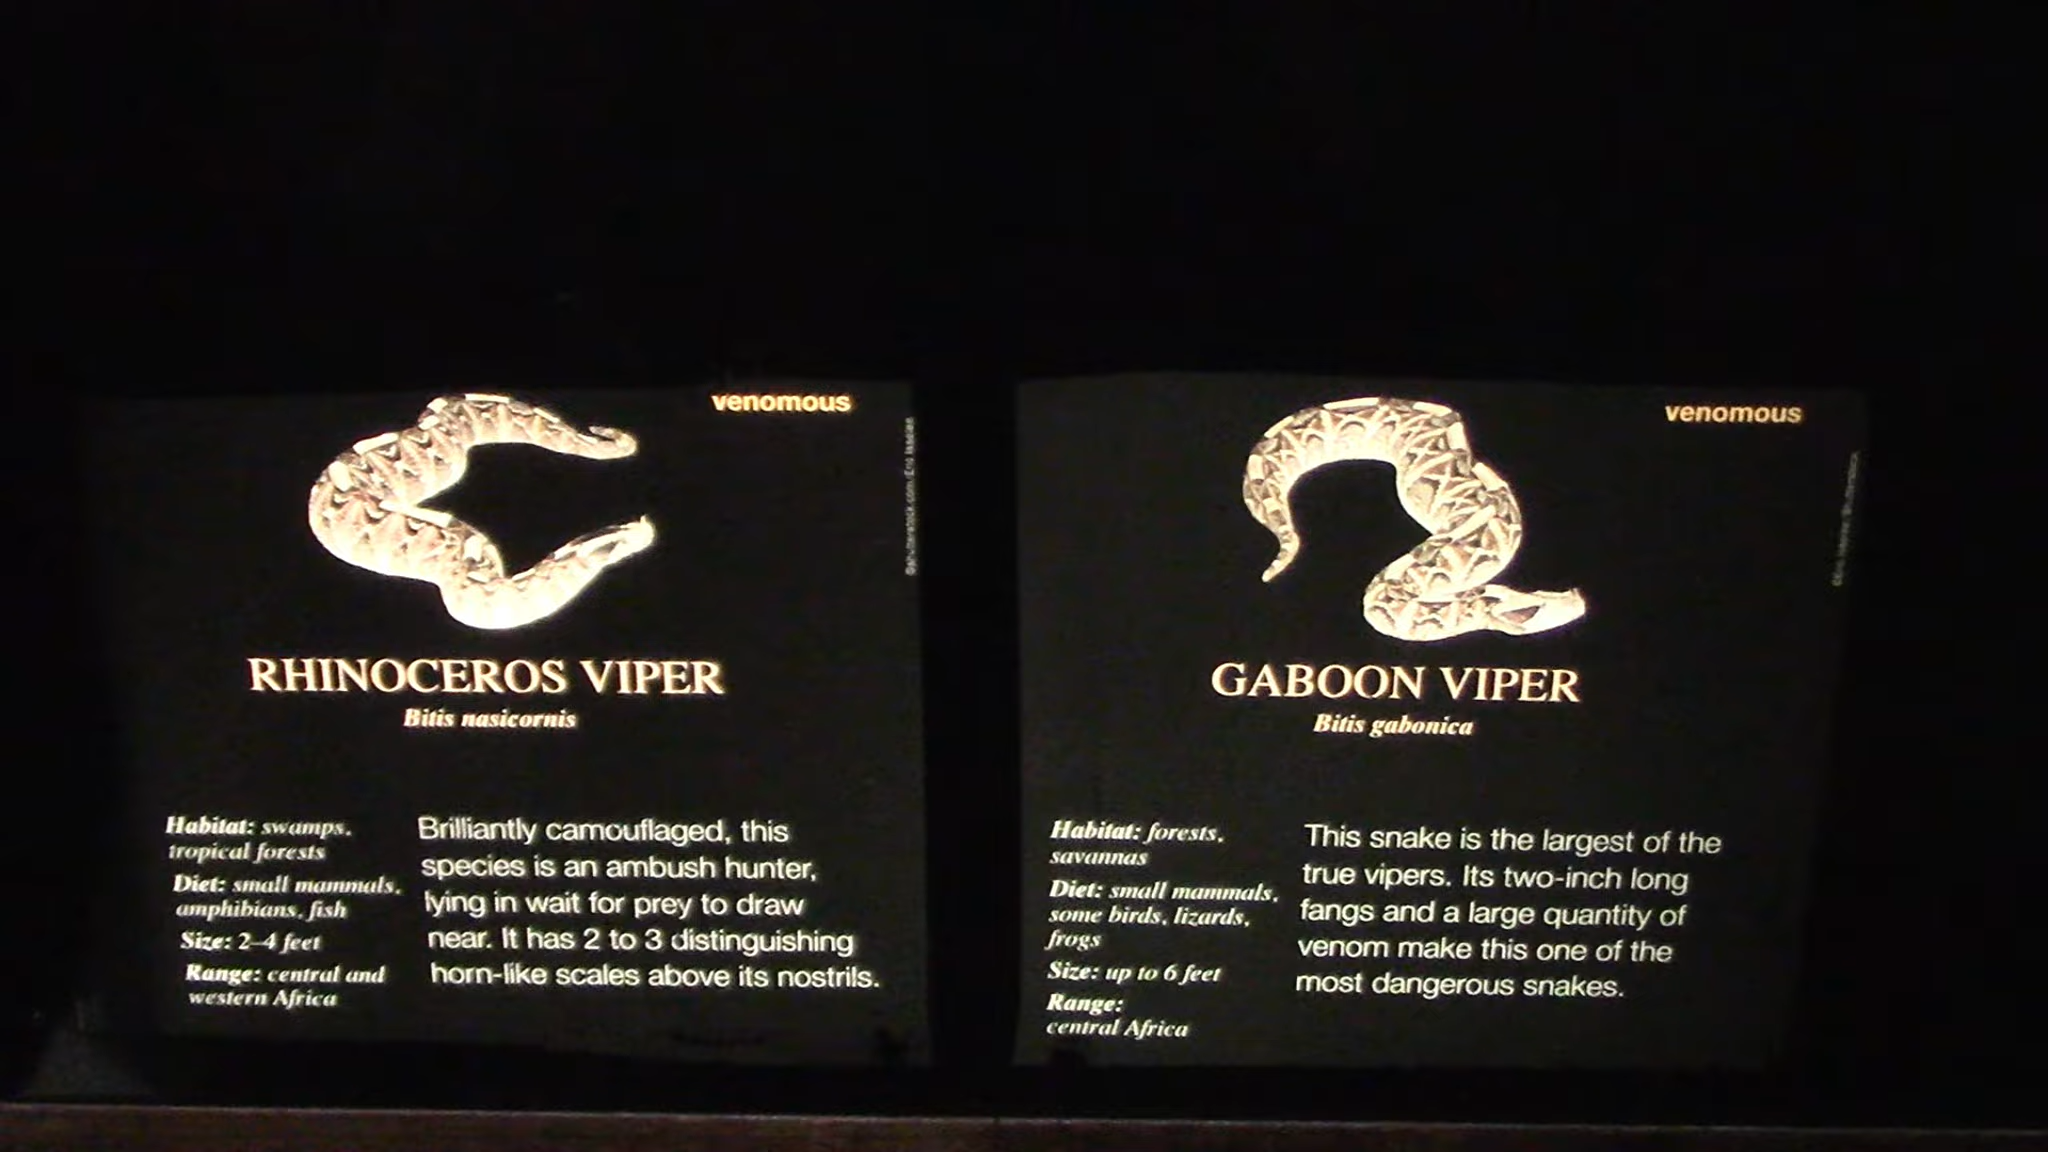 venomous
RHINOCEROS VIPER
Bitis nasicornis
Habitat: swamps,
tropical forests
Diet: small mammals,
amphibians, fish
Size: 2–4 feet
Range: central and
western Africa
Brilliantly camouflaged, this
species is an ambush hunter,
lying in wait for prey to draw
near. It has 2 to 3 distinguishing
horn-like scales above its nostrils.
venomous
GABOON VIPER
Bitis gabonica
Habitat: forests,
savannas
Diet: small mammals,
some birds, lizards,
frogs
Size: up to 6 feet
Range:
central Africa
This snake is the largest of the
true vipers. Its two-inch long
fangs and a large quantity of
venom make this one of the
most dangerous snakes.